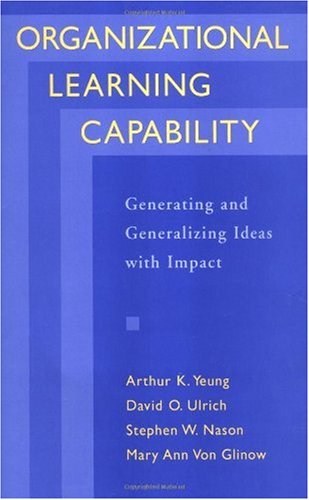 ORGANIZATIONAL
LEARNING
CAPABILITY
Generating and
Generalizing Ideas
with Impact
Arthur K. Yeung
David O. Ulrich
Stephen W. Nason
Mary Ann Von Glinow